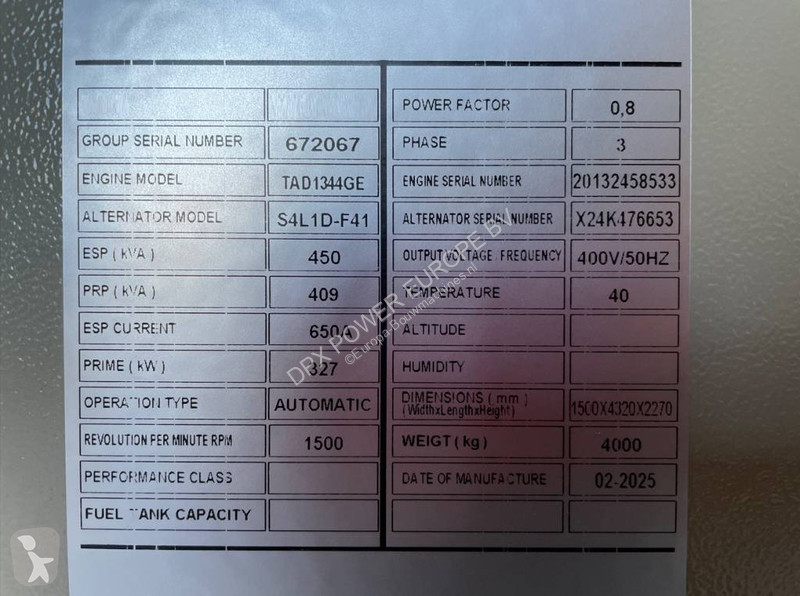 GROUP SERIAL NUMBER 672067
ENGINE MODEL TAD1344GE
ALTERNATOR MODEL S4L1D-F41
ESP ( kVA ) 450
PRP ( kVA ) 409
ESP CURRENT 650A
PRIME ( kW ) 327
OPERATION TYPE AUTOMATIC
REVOLUTION PER MINUTE RPM 1500
PERFORMANCE CLASS
FUEL TANK CAPACITY
POWER FACTOR 0,8
PHASE 3
ENGINE SERIAL NUMBER 20132458533
ALTERNATOR SERIAL NUMBER X24K476653
OUTPUT VOLTAGE / FREQUENCY 400V/50HZ
TEMPERATURE 40
ALTITUDE
HUMIDITY
DIMENSIONS ( mm )
(WidthxLengthxHeight) 1500X4320X2270
WEIGT ( kg ) 4000
DATE OF MANUFACTURE 02-2025
DRX POWER EUROPE BV
©Europa-Bouwmachines.nl